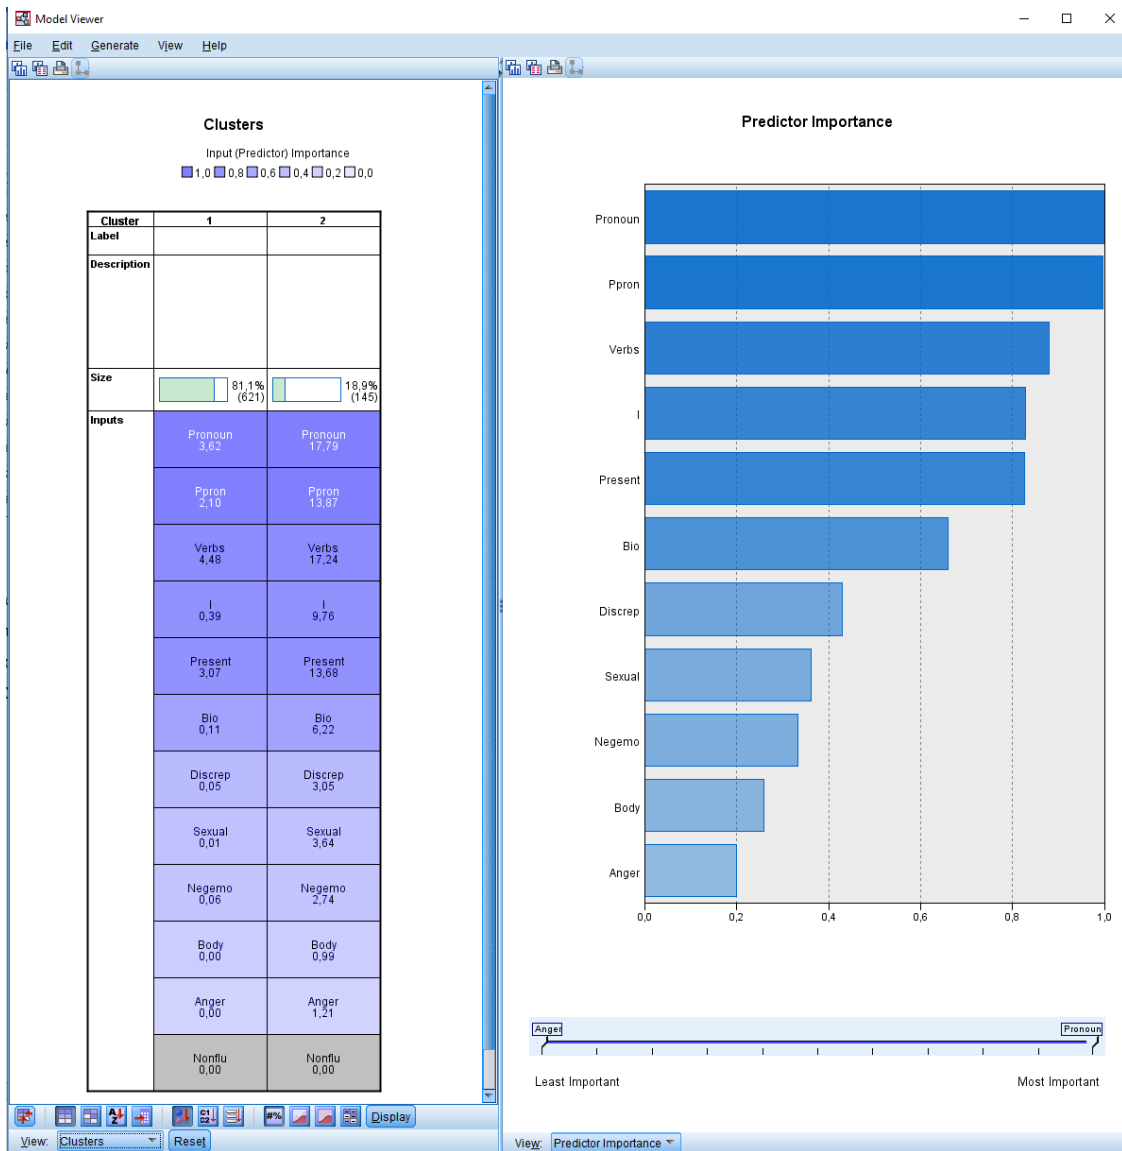 Model Viewer
File Edit Generate View Help
Clusters
Input (Predictor) Importance
1,0 0,8 0,6 0,4 0,2 0,0
Cluster 1 2
Label
Description
Size 81,1% (621) 18,9% (145)
Inputs
Pronoun Pronoun
3,62 17,79
Ppron Ppron
2,10 13,87
Verbs Verbs
4,48 17,24
I I
0,39 9,76
Present Present
3,07 13,68
Bio Bio
0,11 6,22
Discrep Discrep
0,05 3,05
Sexual Sexual
0,01 3,64
Negemo Negemo
0,06 2,74
Body Body
0,00 0,99
Anger Anger
0,00 1,21
Nonflu Nonflu
0,00 0,00
Display
View: Clusters Reset
Predictor Importance
Pronoun
Ppron
Verbs
I
Present
Bio
Discrep
Sexual
Negemo
Body
Anger
0,0 0,2 0,4 0,6 0,8 1,0
Anger Pronoun
Least Important Most Important
View: Predictor Importance